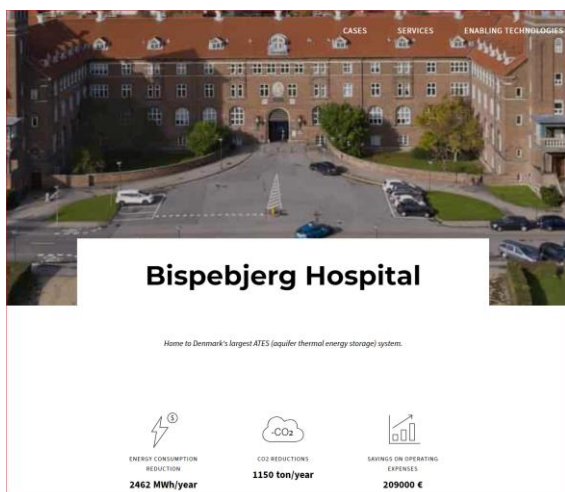 CASES SERVICES ENABLING TECHNOLOGIES
Bispebjerg Hospital
Home to Denmark's largest ATES (aquifer thermal energy storage) system.
$
-CO2
ENERGY CONSUMPTION
REDUCTION
2462 MWh/year
CO2 REDUCTIONS
1150 ton/year
SAVINGS ON OPERATING
EXPENSES
209000 €